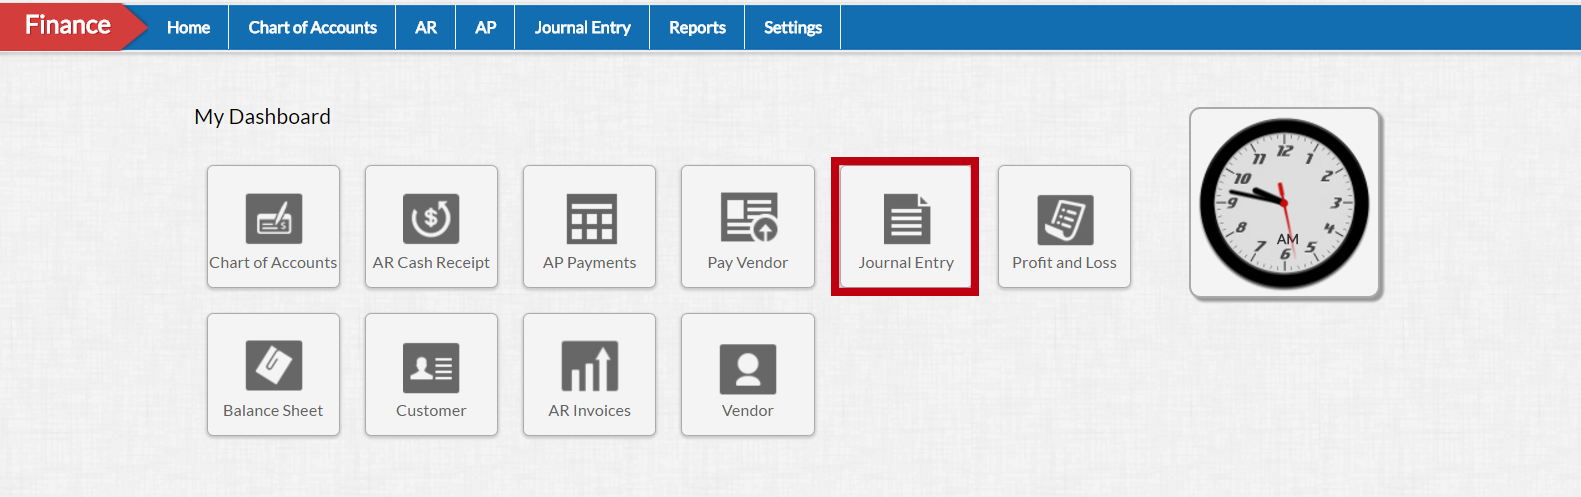 Finance
Home
Chart of Accounts
AR
AP
Journal Entry
Reports
Settings
My Dashboard
Chart of Accounts
AR Cash Receipt
AP Payments
Pay Vendor
Journal Entry
Profit and Loss
Balance Sheet
Customer
AR Invoices
Vendor
12
1
2
3
4
5
6
7
8
9
10
11
AM